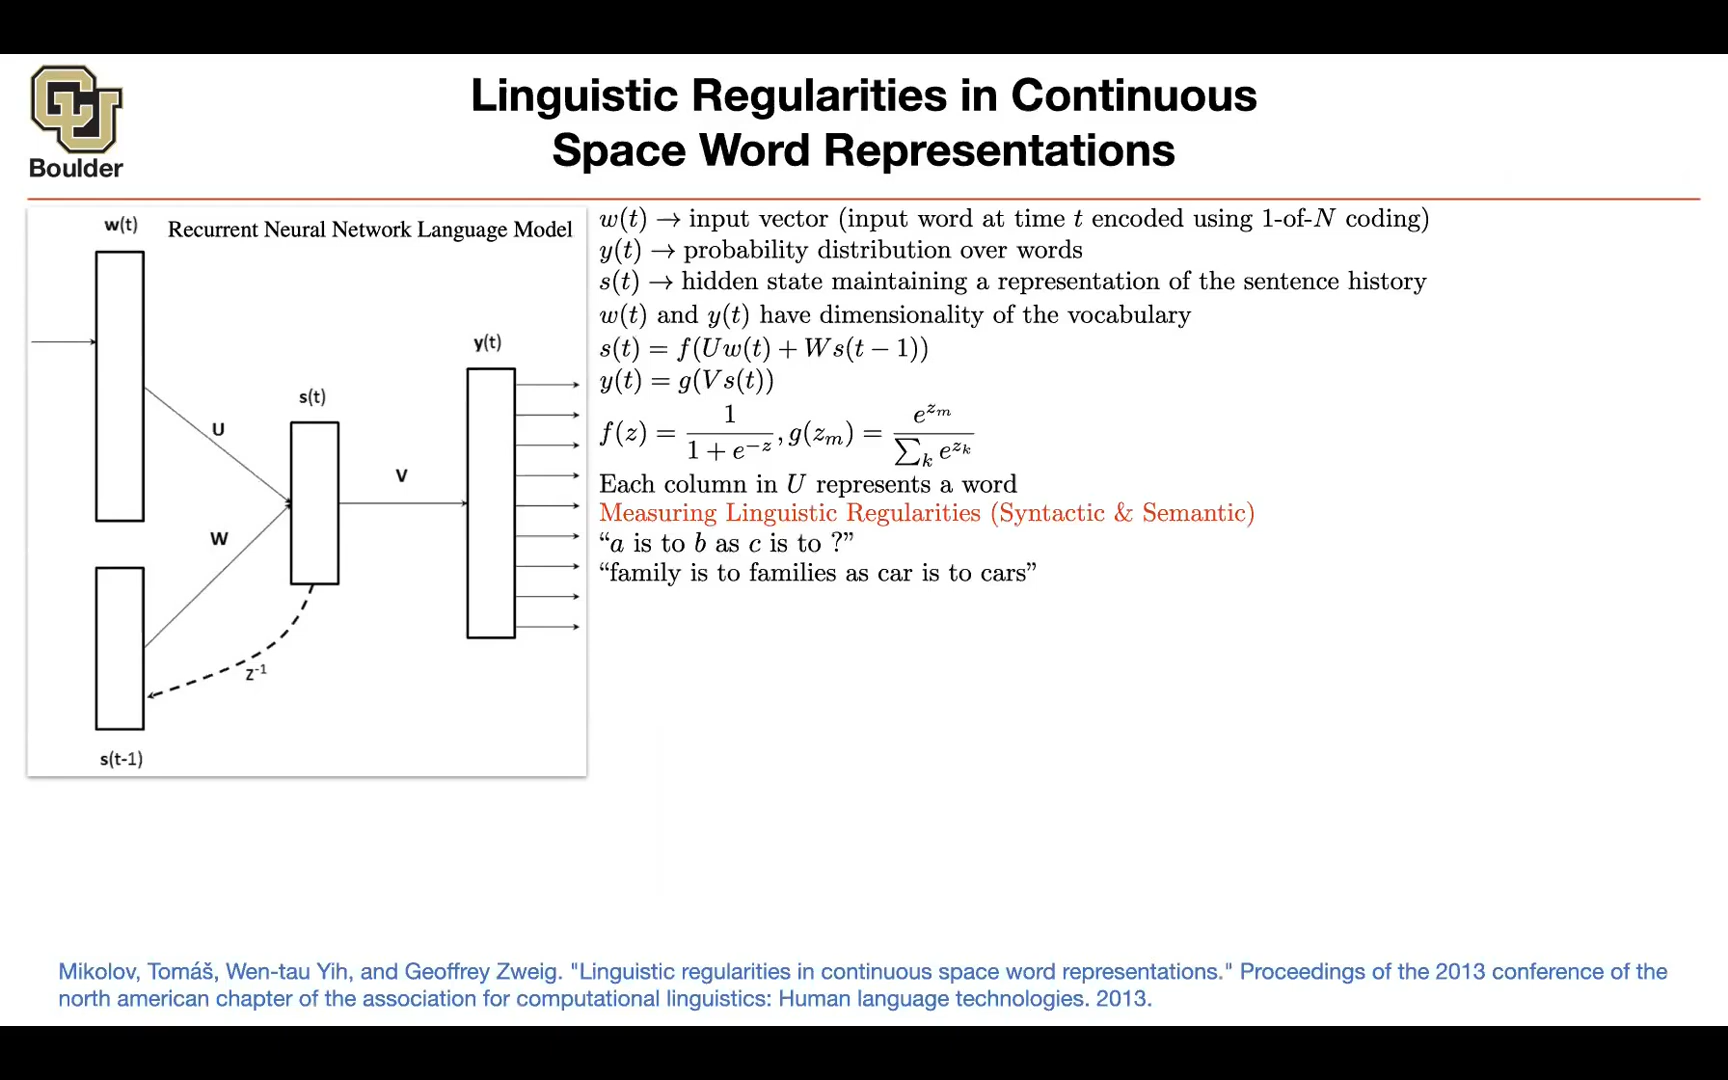 Linguistic Regularities in Continuous
Space Word Representations
CU
Boulder
w(t)
Recurrent Neural Network Language Model
y(t)
s(t)
U
V
W
z⁻¹
s(t-1)
w(t) → input vector (input word at time t encoded using 1-of-N coding)
y(t) → probability distribution over words
s(t) → hidden state maintaining a representation of the sentence history
w(t) and y(t) have dimensionality of the vocabulary
s(t) = f(Uw(t) + Ws(t − 1))
y(t) = g(Vs(t))
f(z) = 1 / (1 + e^{−z}), g(z_m) = e^{z_m} / ∑_k e^{z_k}
Each column in U represents a word
Measuring Linguistic Regularities (Syntactic & Semantic)
“a is to b as c is to ?”
“family is to families as car is to cars”
Mikolov, Tomáš, Wen-tau Yih, and Geoffrey Zweig. "Linguistic regularities in continuous space word representations." Proceedings of the 2013 conference of the
north american chapter of the association for computational linguistics: Human language technologies. 2013.